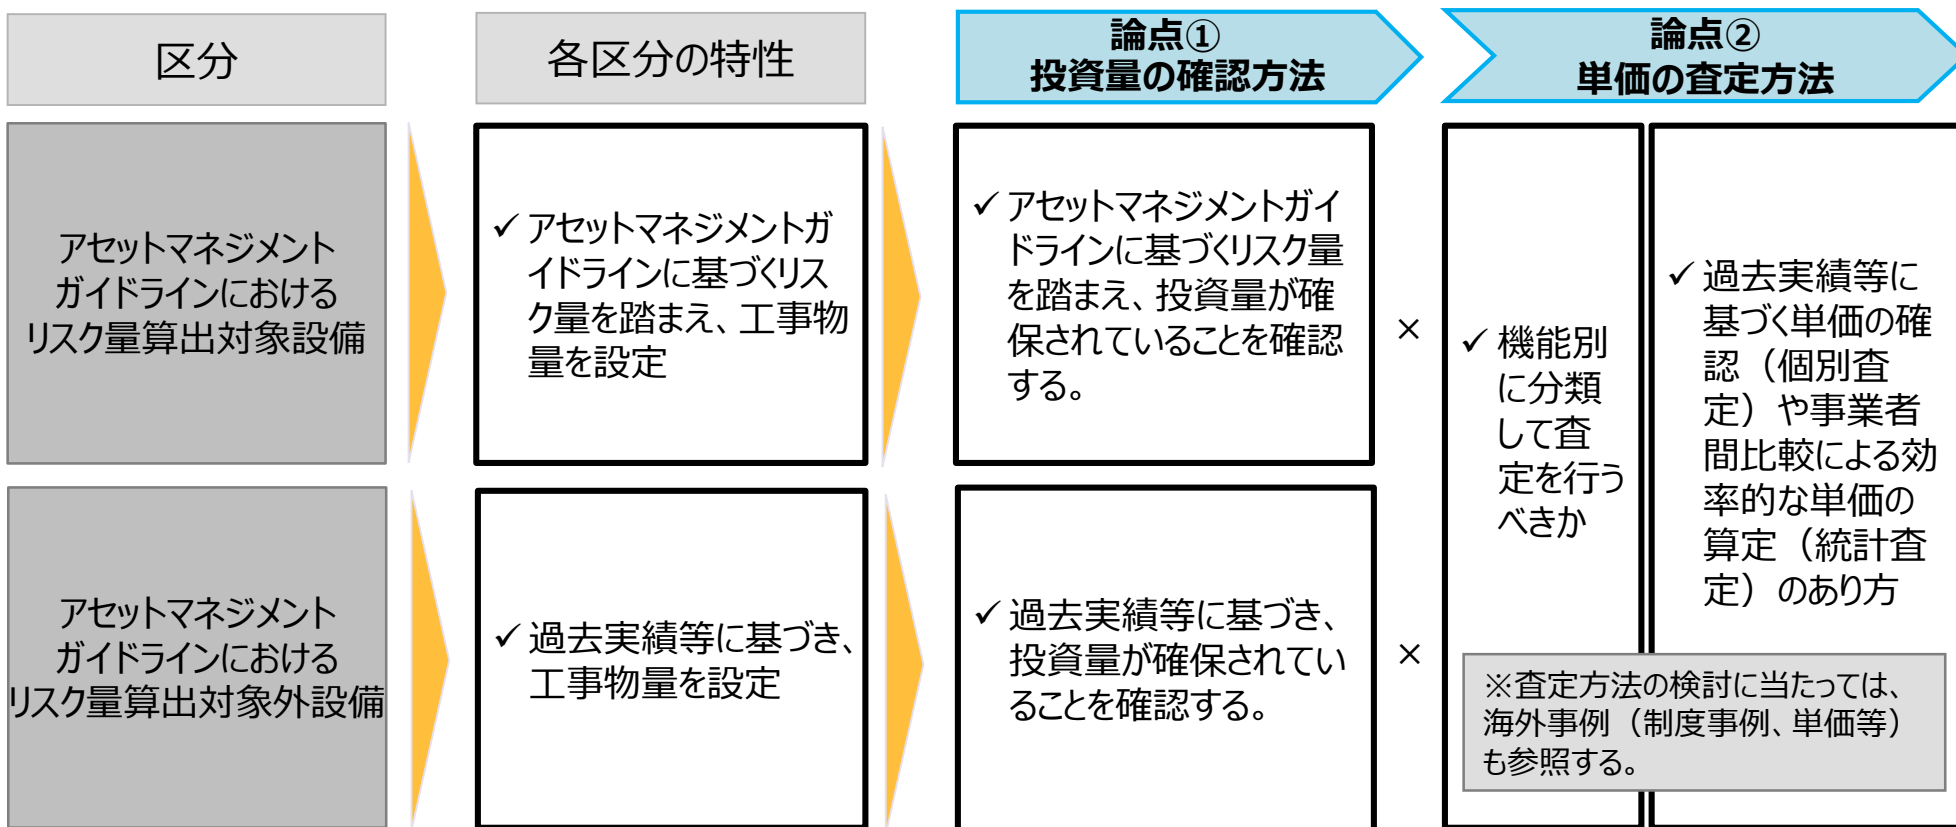 区分
各区分の特性
論点①
投資量の確認方法
論点②
単価の査定方法
アセットマネジメント
ガイドラインにおける
リスク量算出対象設備
✓ アセットマネジメントガ
イドラインに基づくリス
ク量を踏まえ、工事物
量を設定
✓ アセットマネジメントガイ
ドラインに基づくリスク量
を踏まえ、投資量が確
保されていることを確認
する。
×
アセットマネジメント
ガイドラインにおける
リスク量算出対象外設備
✓ 過去実績等に基づき、
工事物量を設定
✓ 過去実績等に基づき、
投資量が確保されてい
ることを確認する。
×
✓ 機能別
に分類
して査
定を行う
べきか
✓ 過去実績等に
基づく単価の確
認（個別査
定）や事業者
間比較による効
率的な単価の
算定（統計査
定）のあり方
※査定方法の検討に当たっては、
海外事例（制度事例、単価等）
も参照する。